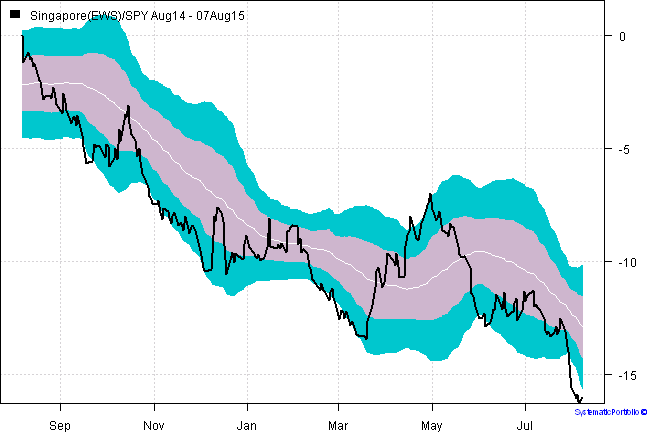 Singapore(EWS)/SPY Aug14 - 07Aug15
0
-5
-10
-15
Sep Nov Jan Mar May Jul
SystematicPortfolio ©